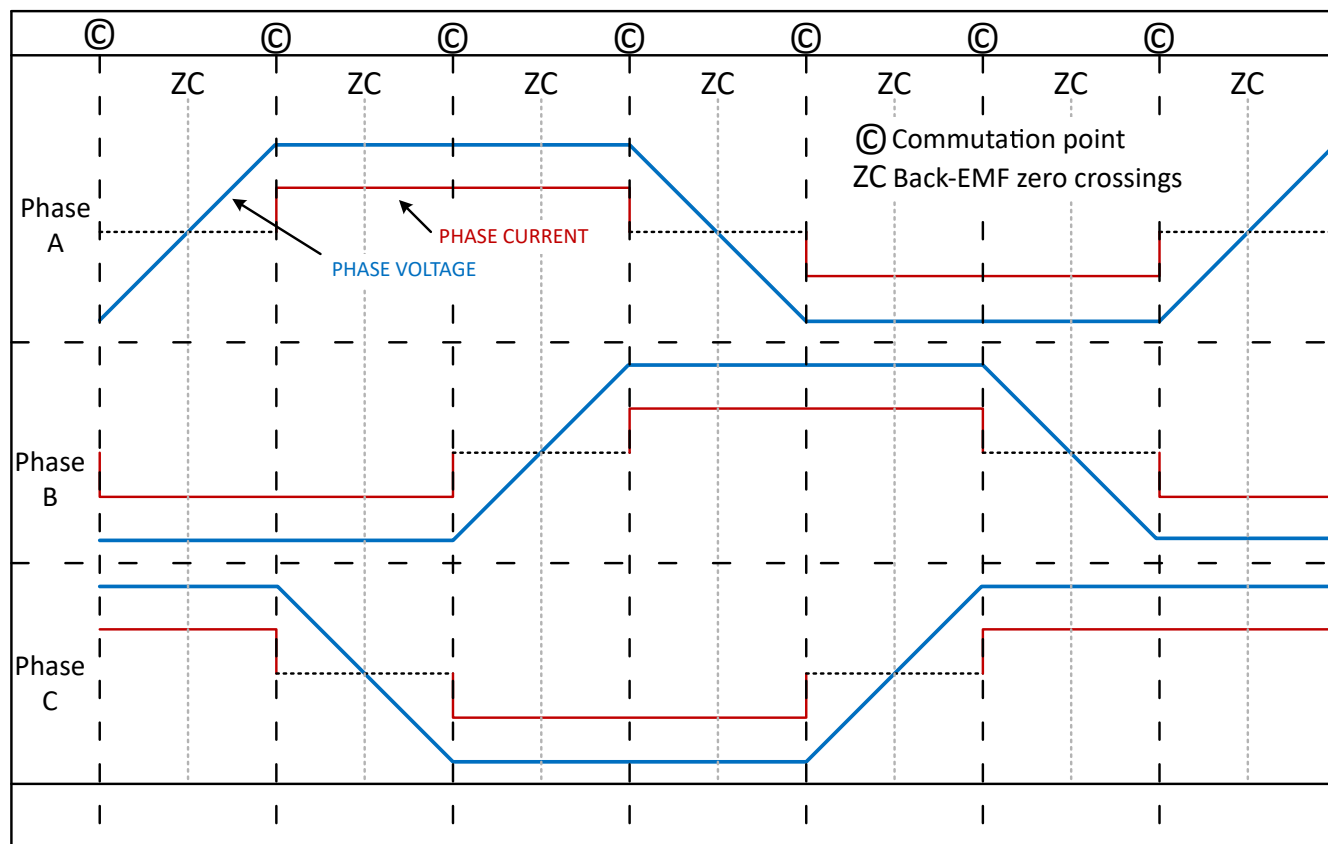 © © © © © © ©
ZC ZC ZC ZC ZC ZC ZC
© Commutation point
ZC Back-EMF zero crossings
Phase
A
PHASE CURRENT
PHASE VOLTAGE
Phase
B
Phase
C